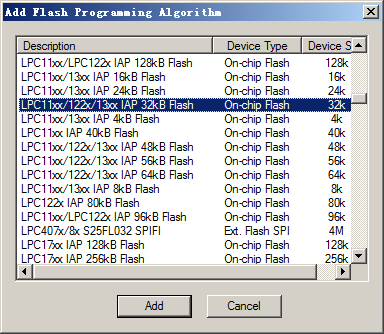 Add Flash Programming Algorithm
Description Device Type Device S
LPC11xx/LPC122x IAP 128kB Flash On-chip Flash 128k
LPC11xx/13xx IAP 16kB Flash On-chip Flash 16k
LPC11xx/13xx IAP 24kB Flash On-chip Flash 24k
LPC11xx/122x/13xx IAP 32kB Flash On-chip Flash 32k
LPC11xx/13xx IAP 4kB Flash On-chip Flash 4k
LPC11xx IAP 40kB Flash On-chip Flash 40k
LPC11xx/122x/13xx IAP 48kB Flash On-chip Flash 48k
LPC11xx/122x/13xx IAP 56kB Flash On-chip Flash 56k
LPC11xx/122x/13xx IAP 64kB Flash On-chip Flash 64k
LPC11xx/13xx IAP 8kB Flash On-chip Flash 8k
LPC122x IAP 80kB Flash On-chip Flash 80k
LPC11xx/LPC122x IAP 96kB Flash On-chip Flash 96k
LPC407x/8x S25FL032 SPIFI Ext. Flash SPI 4M
LPC17xx IAP 128kB Flash On-chip Flash 128k
LPC17xx IAP 256kB Flash On-chip Flash 256k
Add Cancel